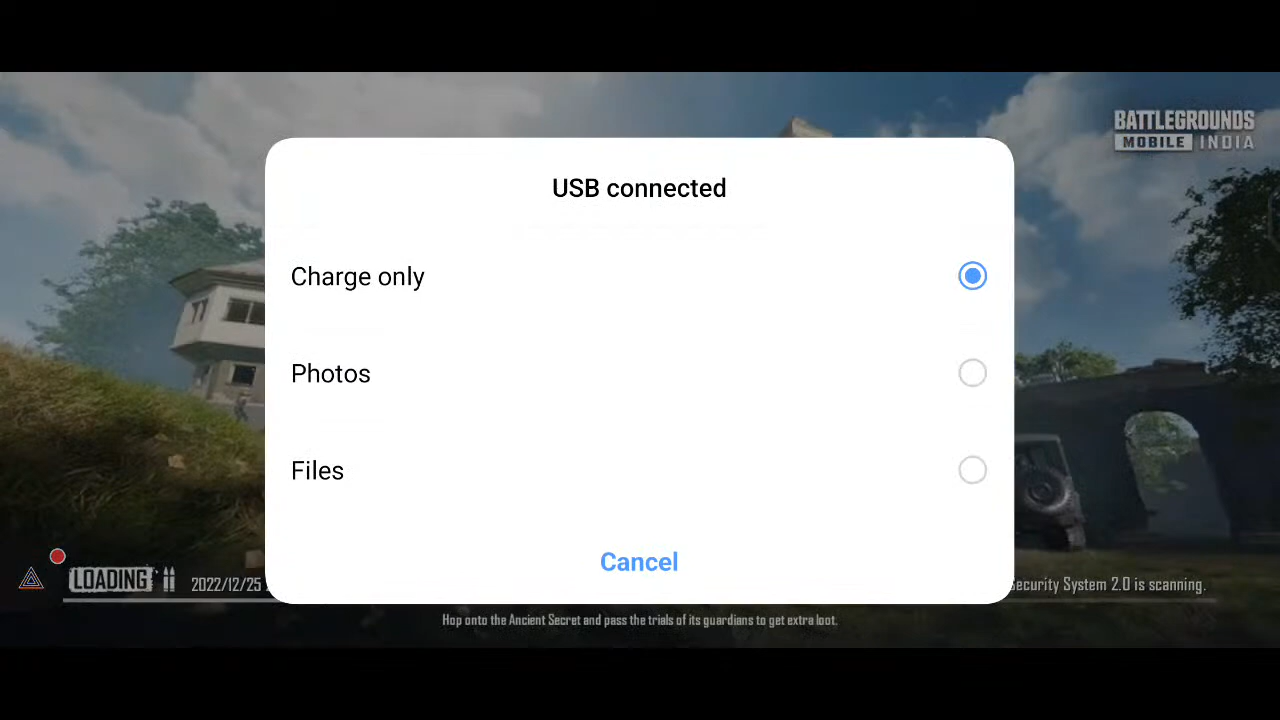 BATTLEGROUNDS
MOBILE INDIA
USB connected
Charge only
Photos
Files
Cancel
LOADING
2022/12/25
Security System 2.0 is scanning.
Hop onto the Ancient Secret and pass the trials of its guardians to get extra loot.